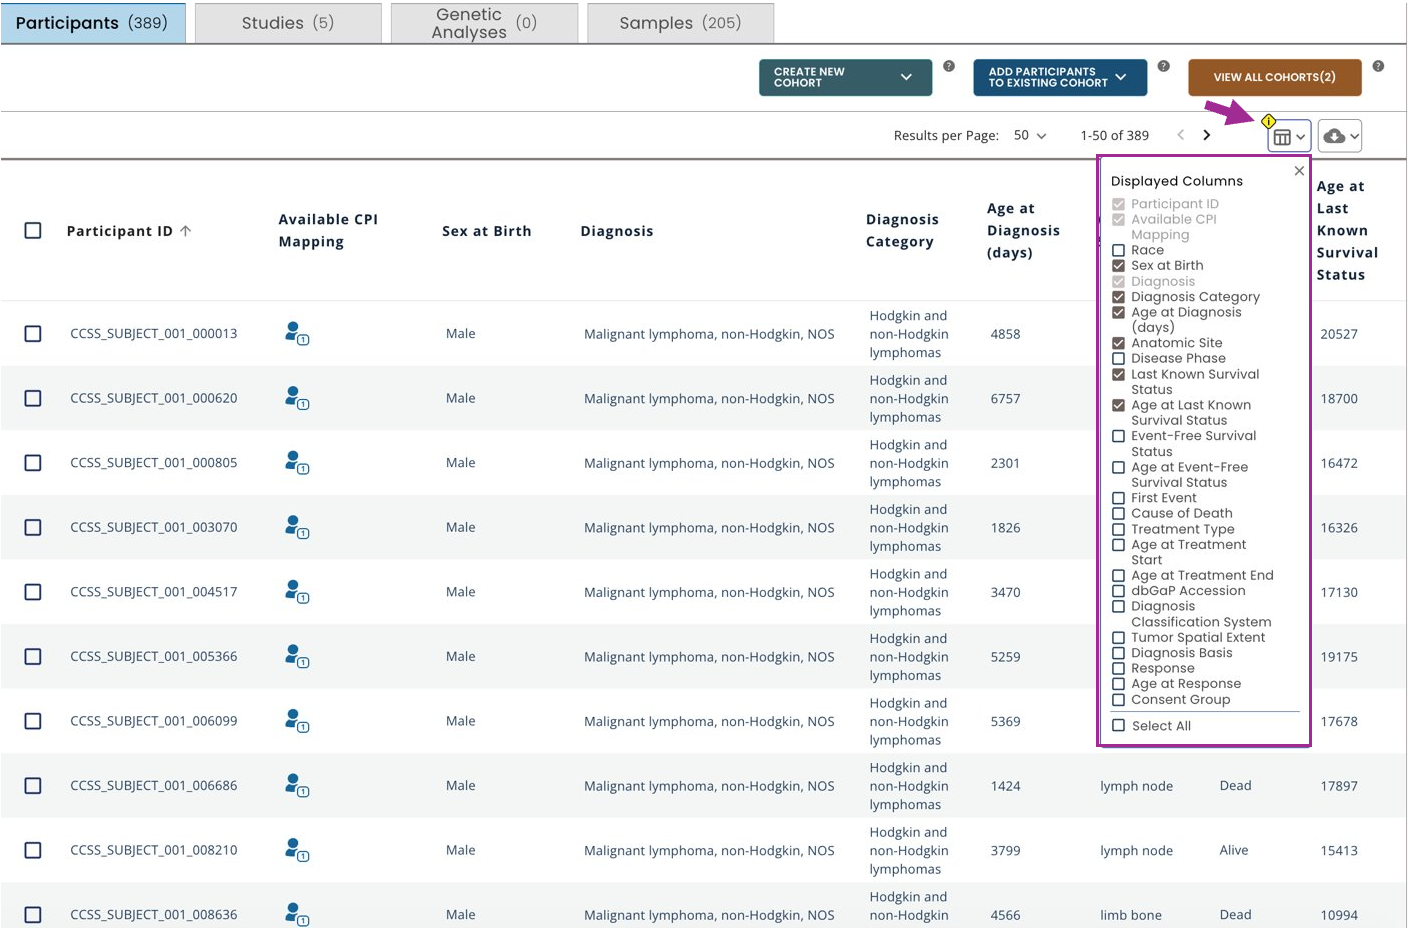 Participants (389)
Studies (5)
Genetic
Analyses (0)
Samples (205)
CREATE NEW
COHORT
?
ADD PARTICIPANTS
TO EXISTING COHORT
?
VIEW ALL COHORTS(2)
?
Results per Page: 50
1-50 of 389
i
Participant ID
Available CPI
Mapping
Sex at Birth
Diagnosis
Diagnosis
Category
Age at
Diagnosis
(days)
Age at
Last
Known
Survival
Status
Displayed Columns
Participant ID
Available CPI
Mapping
Race
Sex at Birth
Diagnosis
Diagnosis Category
Age at Diagnosis
(days)
Anatomic Site
Disease Phase
Last Known Survival
Status
Age at Last Known
Survival Status
Event-Free Survival
Status
Age at Event-Free
Survival Status
First Event
Cause of Death
Treatment Type
Age at Treatment
Start
Age at Treatment End
dbGaP Accession
Diagnosis
Classification System
Tumor Spatial Extent
Diagnosis Basis
Response
Age at Response
Consent Group
Select All
CCSS_SUBJECT_001_000013
1
Male
Malignant lymphoma, non-Hodgkin, NOS
Hodgkin and
non-Hodgkin
lymphomas
4858
20527
CCSS_SUBJECT_001_000620
1
Male
Malignant lymphoma, non-Hodgkin, NOS
Hodgkin and
non-Hodgkin
lymphomas
6757
18700
CCSS_SUBJECT_001_000805
1
Male
Malignant lymphoma, non-Hodgkin, NOS
Hodgkin and
non-Hodgkin
lymphomas
2301
16472
CCSS_SUBJECT_001_003070
1
Male
Malignant lymphoma, non-Hodgkin, NOS
Hodgkin and
non-Hodgkin
lymphomas
1826
16326
CCSS_SUBJECT_001_004517
1
Male
Malignant lymphoma, non-Hodgkin, NOS
Hodgkin and
non-Hodgkin
lymphomas
3470
17130
CCSS_SUBJECT_001_005366
1
Male
Malignant lymphoma, non-Hodgkin, NOS
Hodgkin and
non-Hodgkin
lymphomas
5259
19175
CCSS_SUBJECT_001_006099
1
Male
Malignant lymphoma, non-Hodgkin, NOS
Hodgkin and
non-Hodgkin
lymphomas
5369
17678
CCSS_SUBJECT_001_006686
1
Male
Malignant lymphoma, non-Hodgkin, NOS
Hodgkin and
non-Hodgkin
lymphomas
1424
lymph node
Dead
17897
CCSS_SUBJECT_001_008210
1
Male
Malignant lymphoma, non-Hodgkin, NOS
Hodgkin and
non-Hodgkin
lymphomas
3799
lymph node
Alive
15413
CCSS_SUBJECT_001_008636
1
Male
Malignant lymphoma, non-Hodgkin, NOS
Hodgkin and
non-Hodgkin
4566
limb bone
Dead
10994